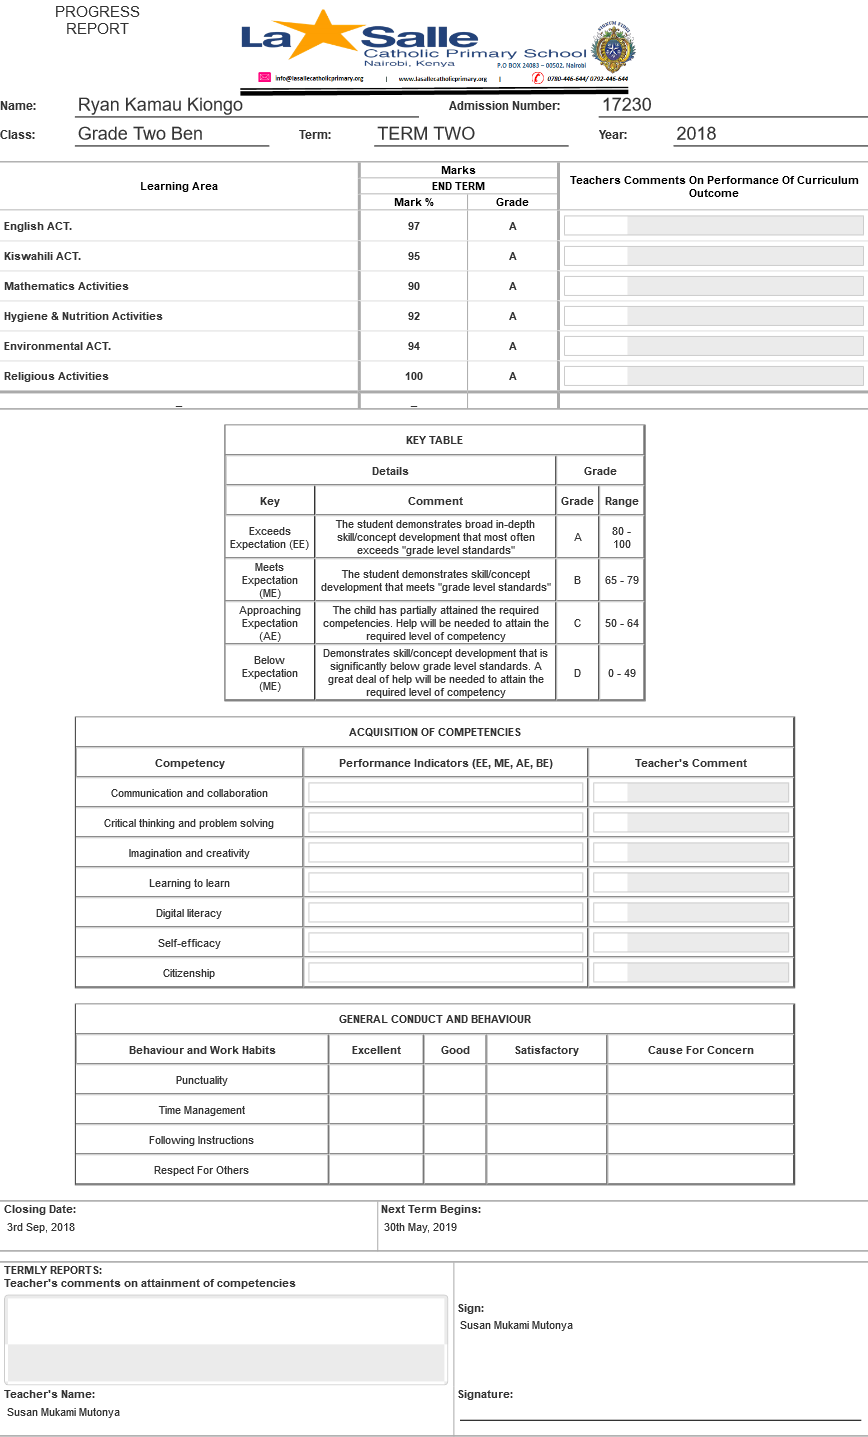 PROGRESS
REPORT
La Salle
Catholic Primary School
Nairobi, Kenya
P.O BOX 24083 – 00502, Nairobi
info@lasallecatholicprimary.org | www.lasallecatholicprimary.org | 0780-446-644/ 0792-446-644
Name: Ryan Kamau Kiongo Admission Number: 17230
Class: Grade Two Ben Term: TERM TWO Year: 2018
Learning Area Marks Teachers Comments On Performance Of Curriculum Outcome
END TERM
Mark % Grade
English ACT. 97 A
Kiswahili ACT. 95 A
Mathematics Activities 90 A
Hygiene & Nutrition Activities 92 A
Environmental ACT. 94 A
Religious Activities 100 A
_ _
KEY TABLE
Details Grade
Key Comment Grade Range
Exceeds Expectation (EE) The student demonstrates broad in-depth skill/concept development that most often exceeds "grade level standards" A 80 - 100
Meets Expectation (ME) The student demonstrates skill/concept development that meets "grade level standards" B 65 - 79
Approaching Expectation (AE) The child has partially attained the required competencies. Help will be needed to attain the required level of competency C 50 - 64
Below Expectation (ME) Demonstrates skill/concept development that is significantly below grade level standards. A great deal of help will be needed to attain the required level of competency D 0 - 49
ACQUISITION OF COMPETENCIES
Competency Performance Indicators (EE, ME, AE, BE) Teacher's Comment
Communication and collaboration
Critical thinking and problem solving
Imagination and creativity
Learning to learn
Digital literacy
Self-efficacy
Citizenship
GENERAL CONDUCT AND BEHAVIOUR
Behaviour and Work Habits Excellent Good Satisfactory Cause For Concern
Punctuality
Time Management
Following Instructions
Respect For Others
Closing Date: Next Term Begins:
3rd Sep, 2018 30th May, 2019
TERMLY REPORTS:
Teacher's comments on attainment of competencies
Sign:
Susan Mukami Mutonya
Teacher's Name: Signature:
Susan Mukami Mutonya